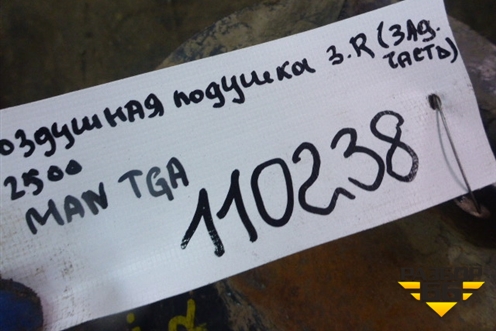 оздушная подушка З.R (зад.
часть)
2500
MAN TGA
110238